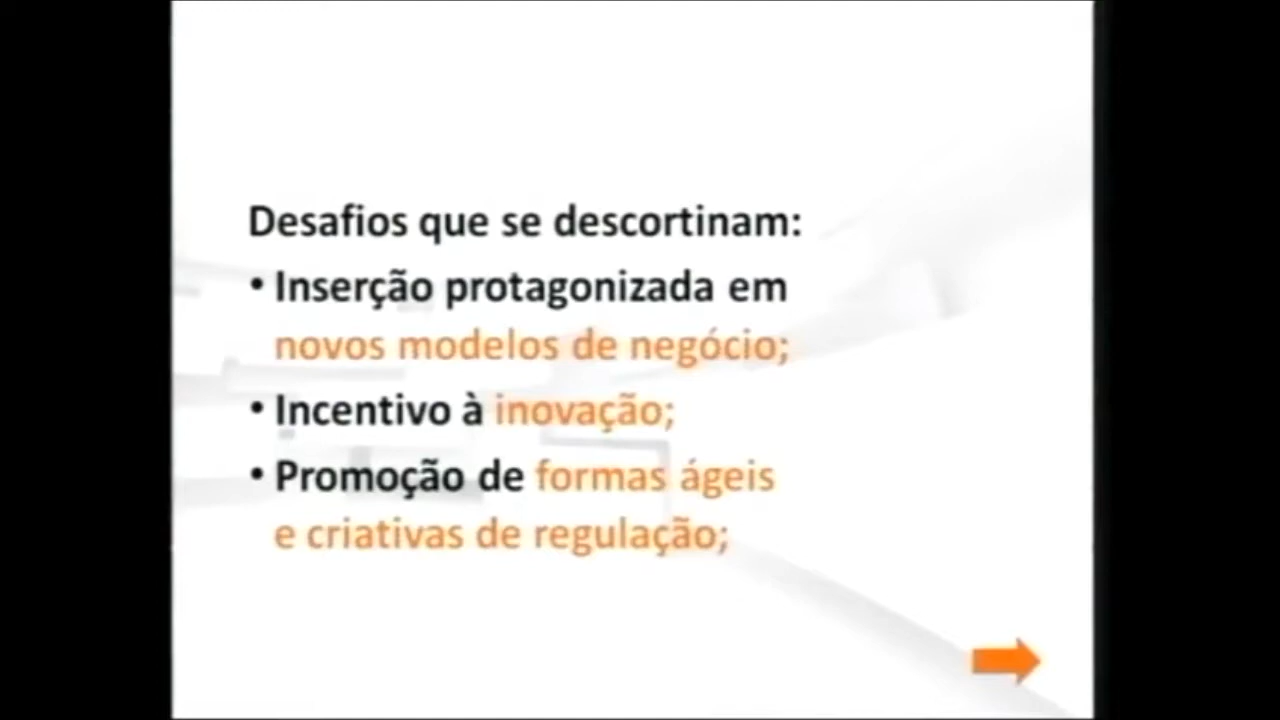 Desafios que se descortinam:
• Inserção protagonizada em
novos modelos de negócio;
• Incentivo à inovação;
• Promoção de formas ágeis
e criativas de regulação;